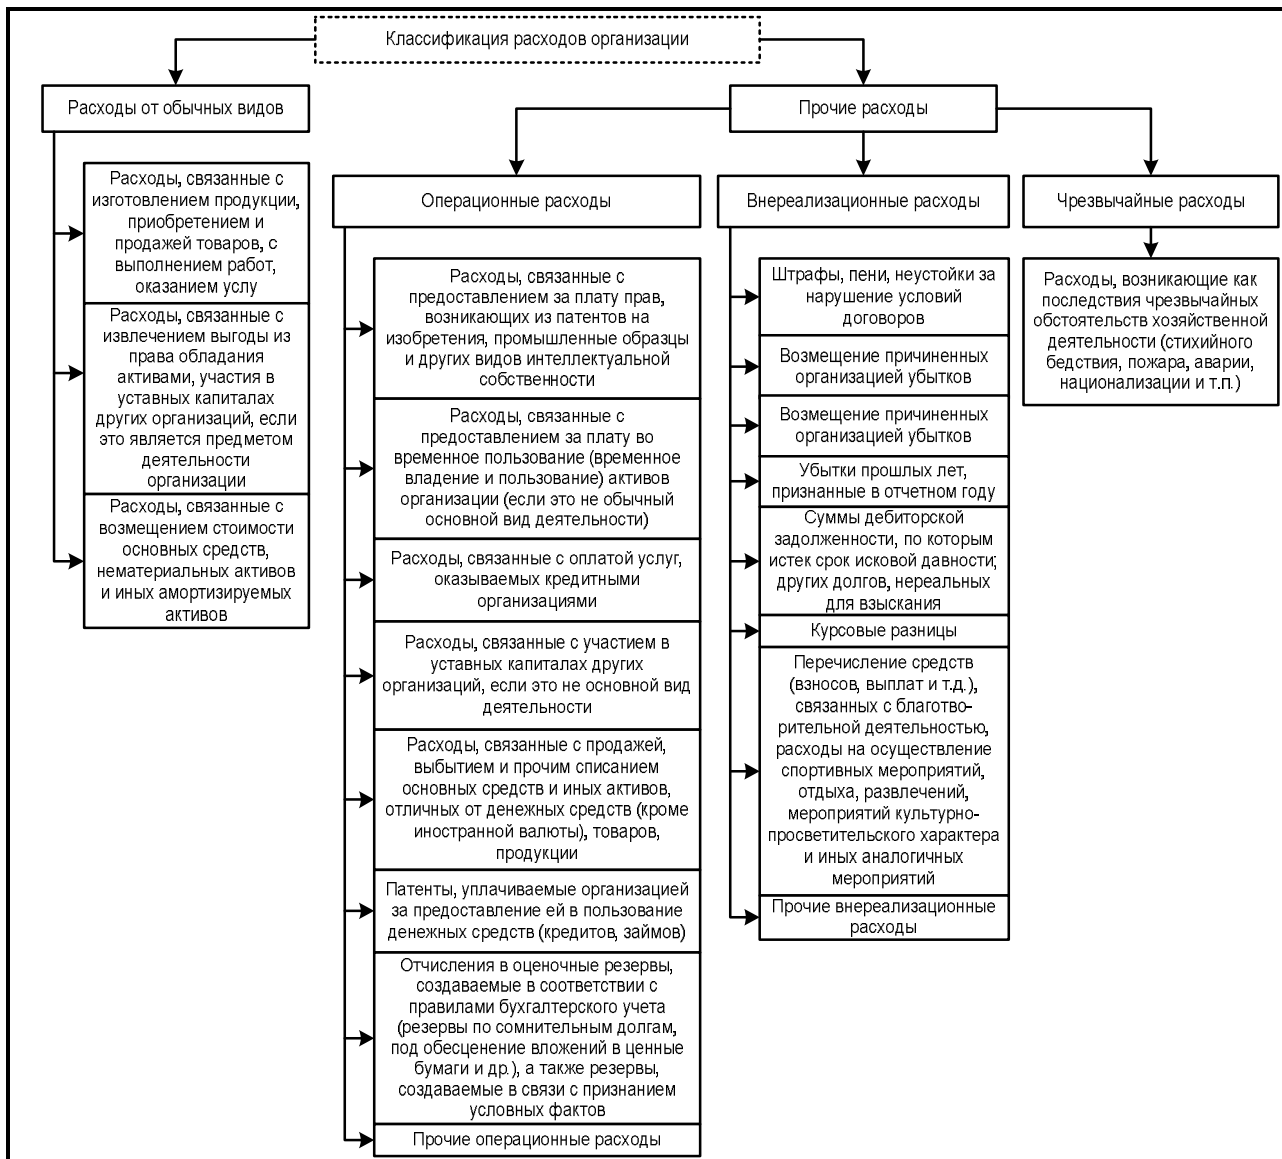 Классификация расходов организации
Расходы от обычных видов
Расходы, связанные с
изготовлением продукции,
приобретением и
продажей товаров, с
выполнением работ,
оказанием услу
Расходы, связанные с
извлечением выгоды из
права обладания
активами, участия в
уставных капиталах
других организаций, если
это является предметом
деятельности
организации
Расходы, связанные с
возмещением стоимости
основных средств,
нематериальных активов
и иных амортизируемых
активов
Прочие расходы
Операционные расходы
Расходы, связанные с
предоставлением за плату прав,
возникающих из патентов на
изобретения, промышленные образцы
и других видов интеллектуальной
собственности
Расходы, связанные с
предоставлением за плату во
временное пользование (временное
владение и пользование) активов
организации (если это не обычный
основной вид деятельности)
Расходы, связанные с оплатой услуг,
оказываемых кредитными
организациями
Расходы, связанные с участием в
уставных капиталах других
организаций, если это не основной вид
деятельности
Расходы, связанные с продажей,
выбытием и прочим списанием
основных средств и иных активов,
отличных от денежных средств (кроме
иностранной валюты), товаров,
продукции
Патенты, уплачиваемые организацией
за предоставление ей в пользование
денежных средств (кредитов, займов)
Отчисления в оценочные резервы,
создаваемые в соответствии с
правилами бухгалтерского учета
(резервы по сомнительным долгам,
под обесценение вложений в ценные
бумаги и др.), а также резервы,
создаваемые в связи с признанием
условных фактов
Прочие операционные расходы
Внереализационные расходы
Штрафы, пени, неустойки за
нарушение условий
договоров
Возмещение причиненных
организацией убытков
Возмещение причиненных
организацией убытков
Убытки прошлых лет,
признанные в отчетном году
Суммы дебиторской
задолженности, по которым
истек срок исковой давности;
других долгов, нереальных
для взыскания
Курсовые разницы
Перечисление средств
(взносов, выплат и т.д.),
связанных с благотво-
рительной деятельностью,
расходы на осуществление
спортивных мероприятий,
отдыха, развлечений,
мероприятий культурно-
просветительского характера
и иных аналогичных
мероприятий
Прочие внереализационные
расходы
Чрезвычайные расходы
Расходы, возникающие как
последствия чрезвычайных
обстоятельств хозяйственной
деятельности (стихийного
бедствия, пожара, аварии,
национализации и т.п.)